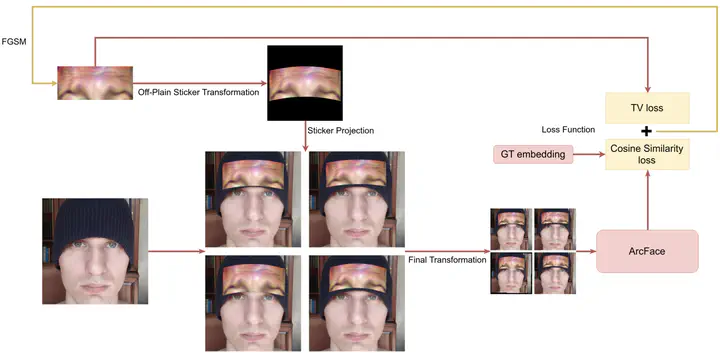 FGSM
Off-Plain Sticker Transformation
TV loss
Sticker Projection
Loss Function
+
GT embedding
Cosine Similarity
loss
Final Transformation
ArcFace